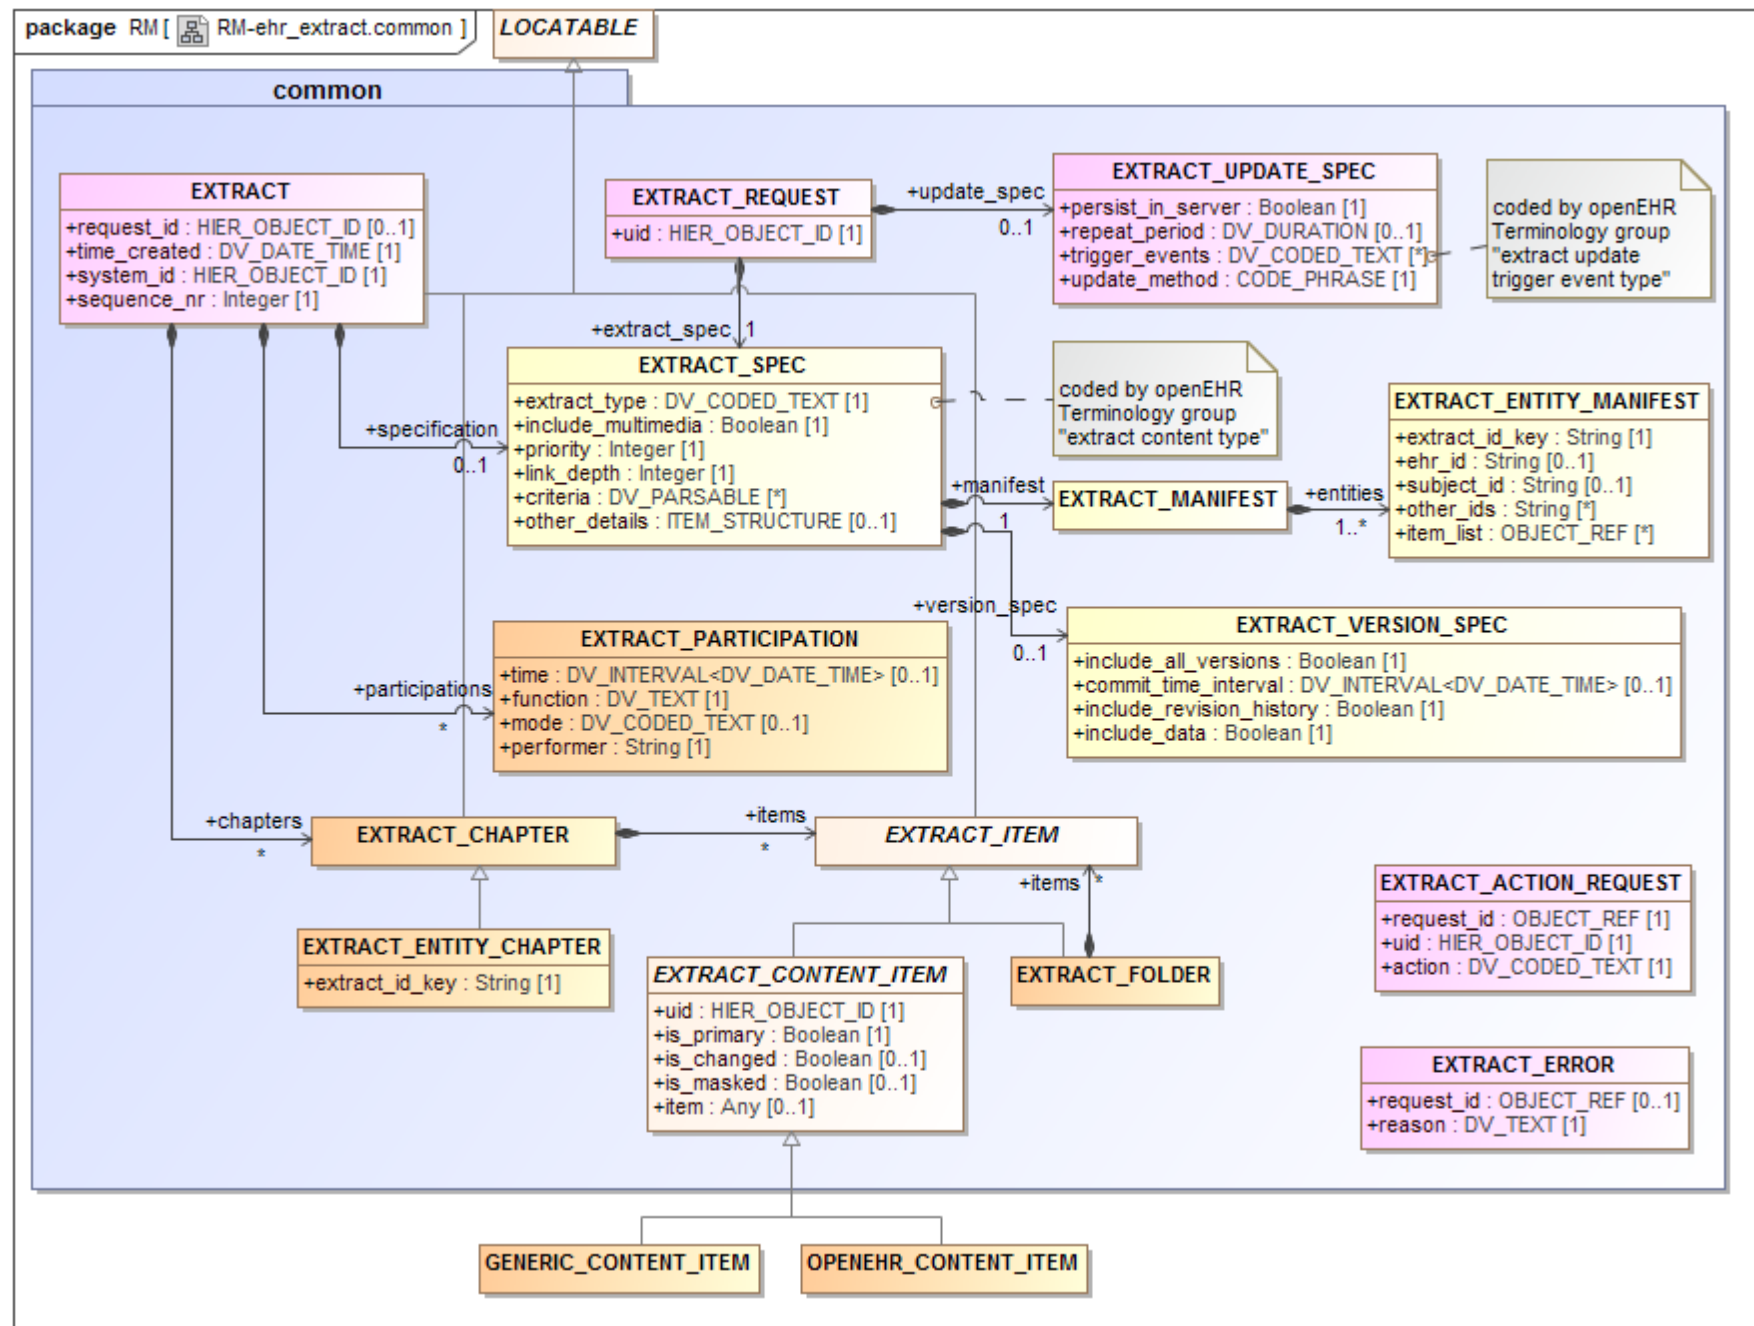 package RM [ RM-ehr_extract.common ]
LOCATABLE
common
EXTRACT
+request_id : HIER_OBJECT_ID [0..1]
+time_created : DV_DATE_TIME [1]
+system_id : HIER_OBJECT_ID [1]
+sequence_nr : Integer [1]
EXTRACT_REQUEST
+uid : HIER_OBJECT_ID [1]
+update_spec
0..1
EXTRACT_UPDATE_SPEC
+persist_in_server : Boolean [1]
+repeat_period : DV_DURATION [0..1]
+trigger_events : DV_CODED_TEXT [*]
+update_method : CODE_PHRASE [1]
coded by openEHR
Terminology group
"extract update
trigger event type"
+extract_spec 1
EXTRACT_SPEC
+extract_type : DV_CODED_TEXT [1]
+include_multimedia : Boolean [1]
+priority : Integer [1]
+link_depth : Integer [1]
+criteria : DV_PARSABLE [*]
+other_details : ITEM_STRUCTURE [0..1]
+specification
0..1
coded by openEHR
Terminology group
"extract content type"
+manifest
1
EXTRACT_MANIFEST
+entities
1..*
EXTRACT_ENTITY_MANIFEST
+extract_id_key : String [1]
+ehr_id : String [0..1]
+subject_id : String [0..1]
+other_ids : String [*]
+item_list : OBJECT_REF [*]
+version_spec
0..1
EXTRACT_VERSION_SPEC
+include_all_versions : Boolean [1]
+commit_time_interval : DV_INTERVAL<DV_DATE_TIME> [0..1]
+include_revision_history : Boolean [1]
+include_data : Boolean [1]
+participations
*
EXTRACT_PARTICIPATION
+time : DV_INTERVAL<DV_DATE_TIME> [0..1]
+function : DV_TEXT [1]
+mode : DV_CODED_TEXT [0..1]
+performer : String [1]
+chapters
*
EXTRACT_CHAPTER
+items
*
EXTRACT_ITEM
+items *
EXTRACT_ENTITY_CHAPTER
+extract_id_key : String [1]
EXTRACT_CONTENT_ITEM
+uid : HIER_OBJECT_ID [1]
+is_primary : Boolean [1]
+is_changed : Boolean [0..1]
+is_masked : Boolean [0..1]
+item : Any [0..1]
EXTRACT_FOLDER
EXTRACT_ACTION_REQUEST
+request_id : OBJECT_REF [1]
+uid : HIER_OBJECT_ID [1]
+action : DV_CODED_TEXT [1]
EXTRACT_ERROR
+request_id : OBJECT_REF [0..1]
+reason : DV_TEXT [1]
GENERIC_CONTENT_ITEM
OPENEHR_CONTENT_ITEM